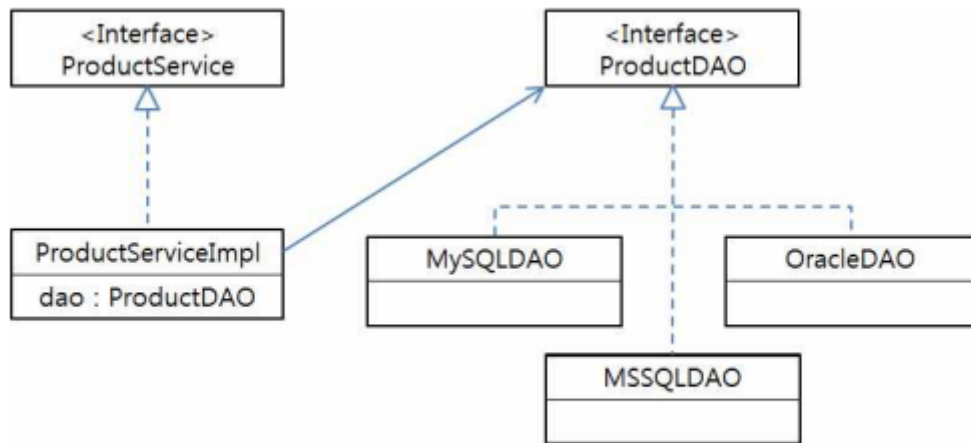 <Interface>
ProductService
<Interface>
ProductDAO
ProductServiceImpl
dao : ProductDAO
MySQLDAO
OracleDAO
MSSQLDAO